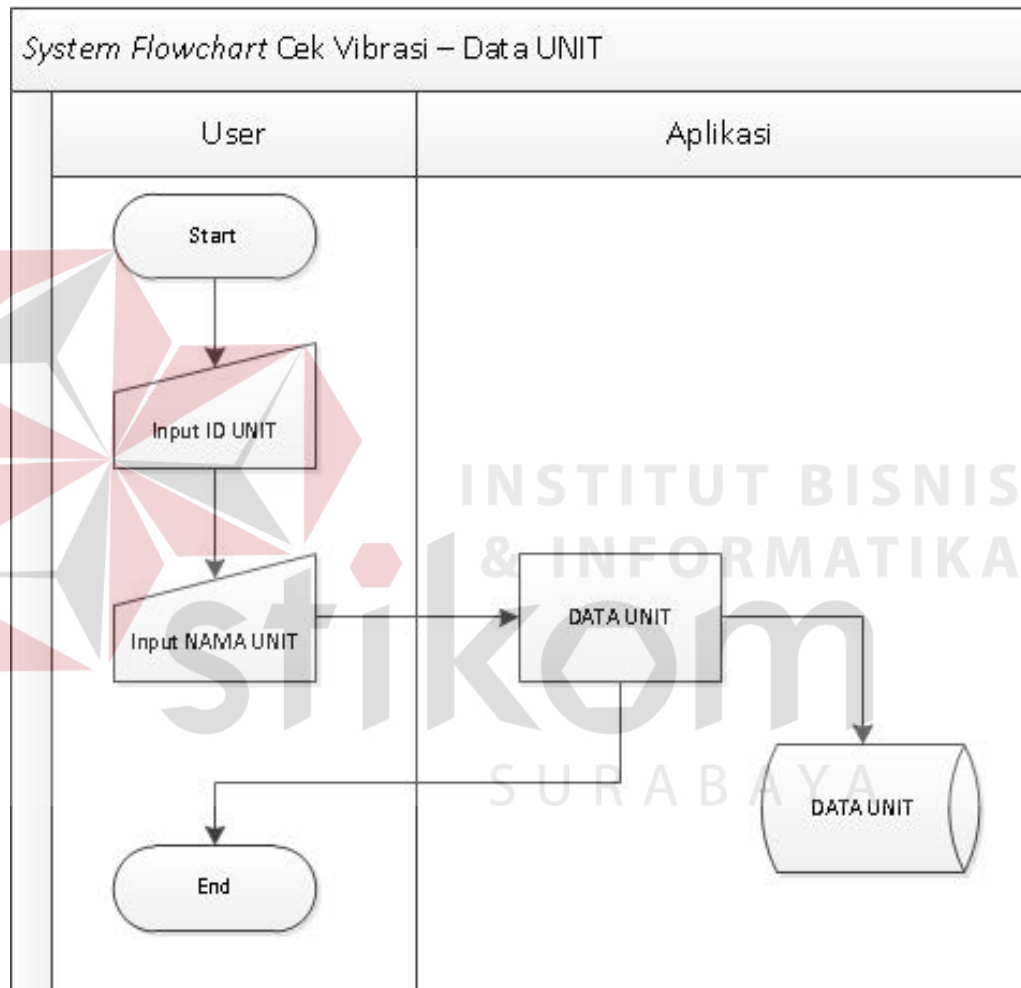 System Flowchart Cek Vibrasi – Data UNIT
User
Aplikasi
Start
Input ID UNIT
INSTITUT BISNIS
& INFORMATIKA
stikom
SURABAYA
Input NAMA UNIT
DATA UNIT
DATA UNIT
End